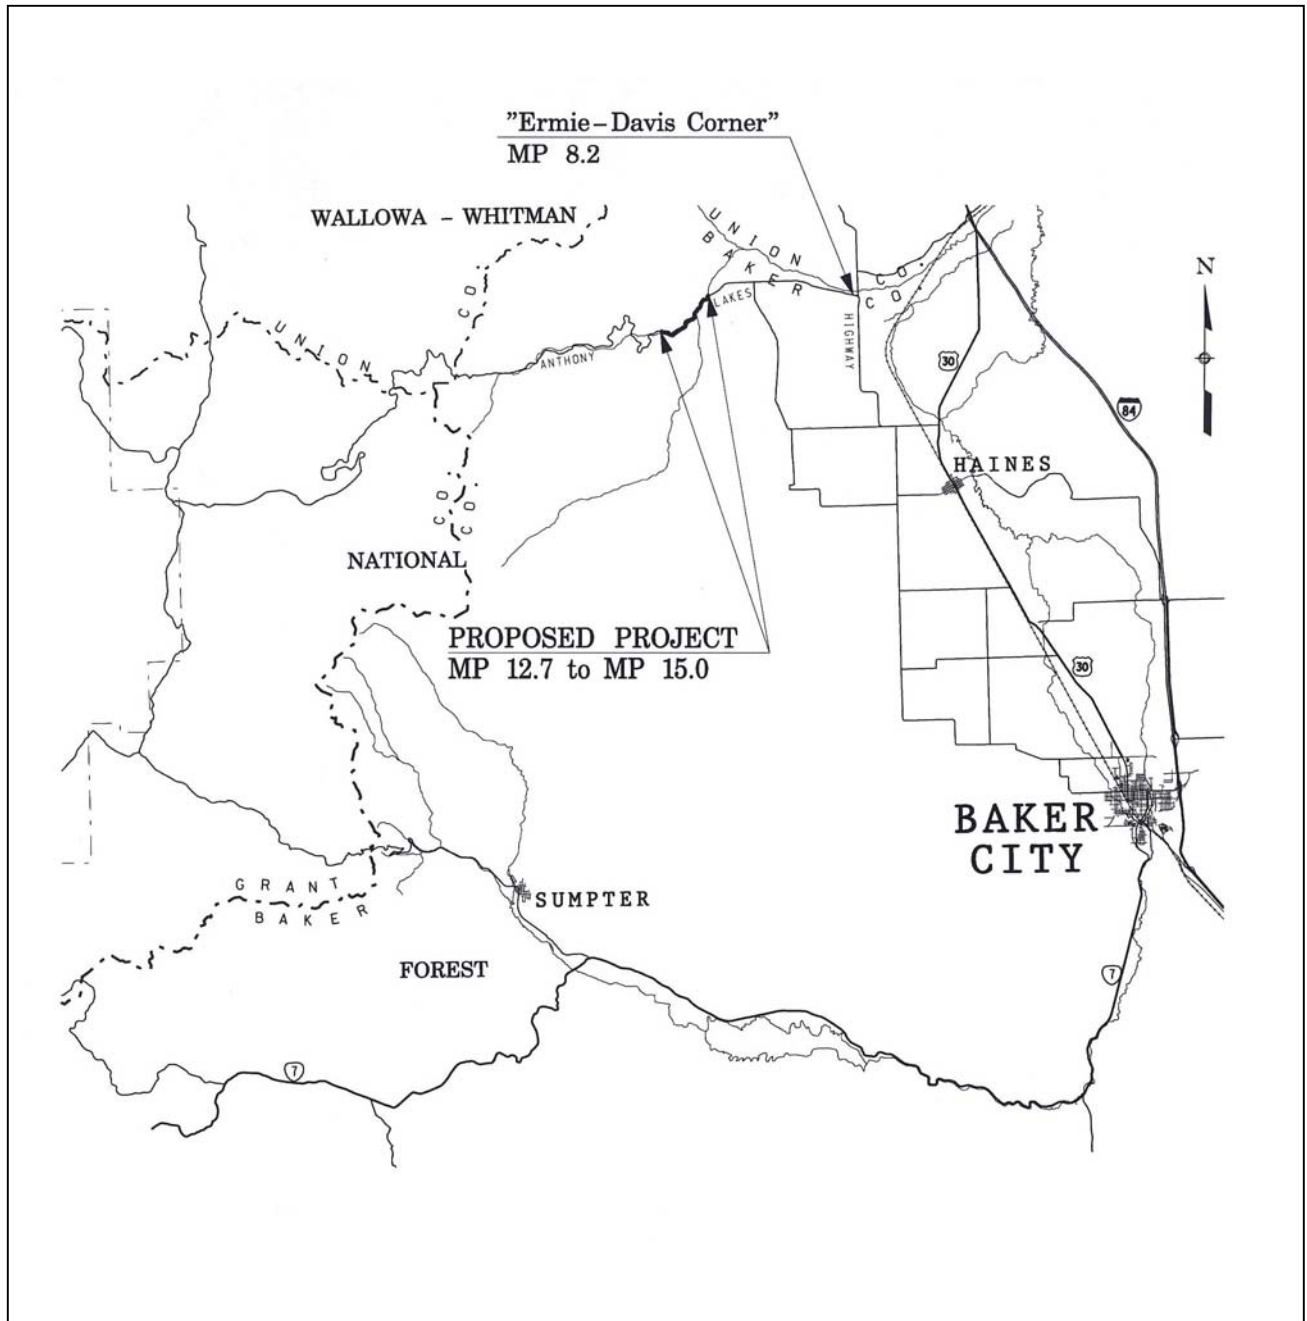 "Ermie-Davis Corner"
MP 8.2
WALLOWA - WHITMAN
N
UNION
BAKER
CO.
CO.
CO.
UNION
LAKES
ANTHONY
HIGHWAY
30
84
HAINES
CO.
CO.
NATIONAL
PROPOSED PROJECT
MP 12.7 to MP 15.0
30
BAKER
CITY
GRANT
BAKER
SUMPTER
FOREST
7
7